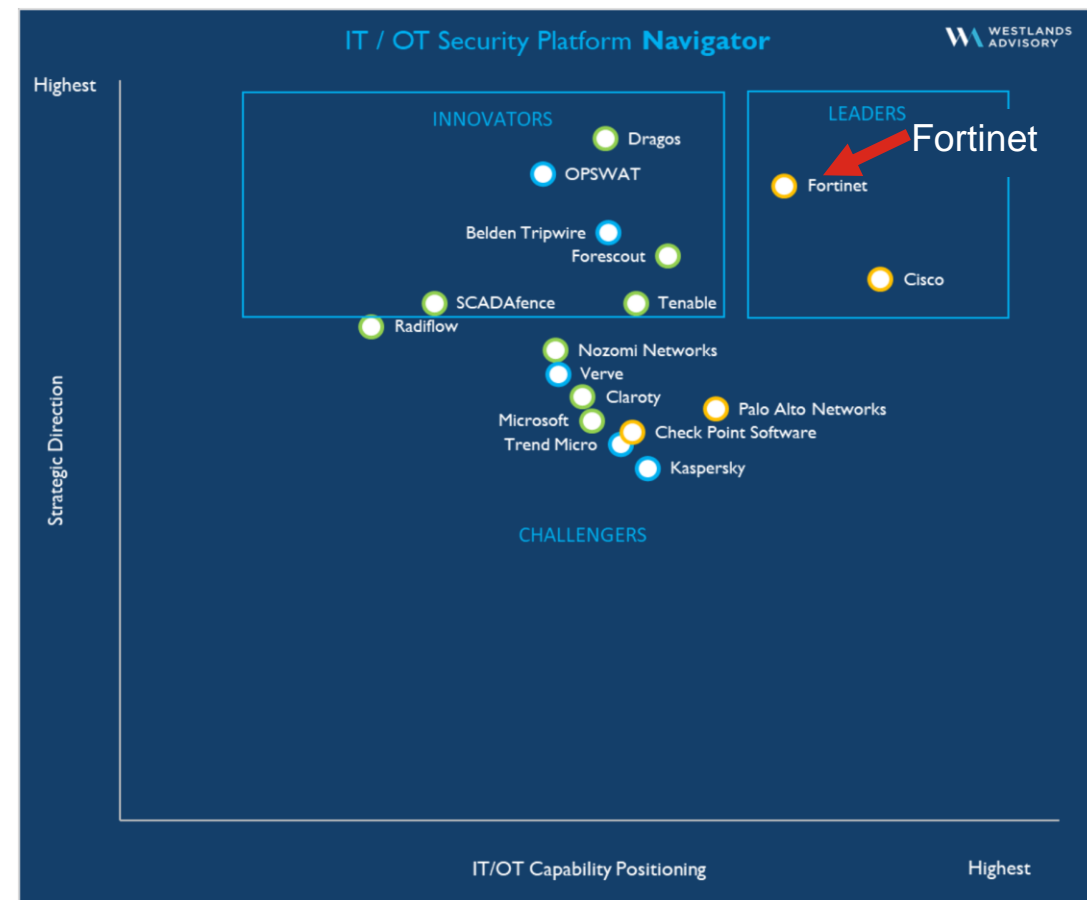 IT / OT Security Platform Navigator
WESTLANDS
ADVISORY
Highest
INNOVATORS
LEADERS
Dragos
Fortinet
OPSWAT
Fortinet
Belden Tripwire
Forescout
Cisco
SCADAfence
Tenable
Radiflow
Nozomi Networks
Verve
Claroty
Palo Alto Networks
Microsoft
Check Point Software
Trend Micro
Kaspersky
Strategic Direction
CHALLENGERS
IT/OT Capability Positioning
Highest